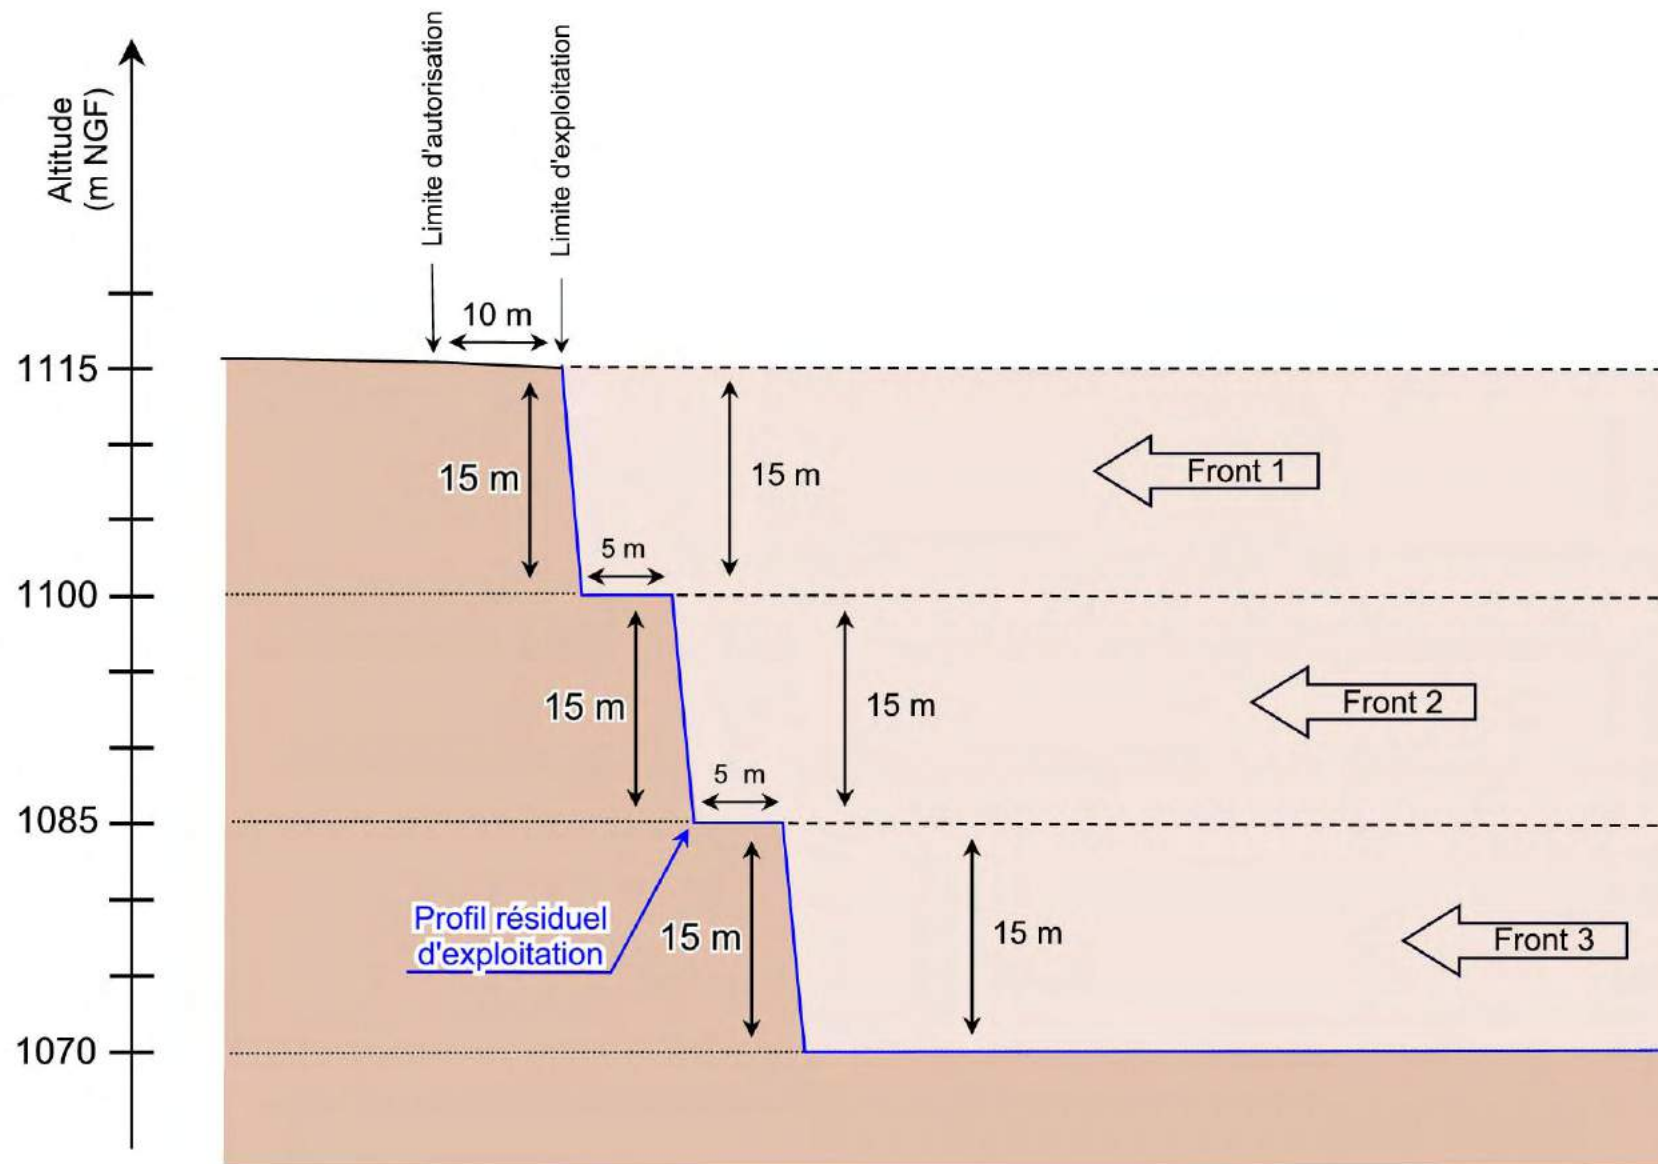 Altitude
(m NGF)
Limite d'autorisation
Limite d'exploitation
10 m
1115
15 m
15 m
Front 1
5 m
1100
15 m
15 m
Front 2
5 m
1085
Profil résiduel
d'exploitation
15 m
15 m
Front 3
1070